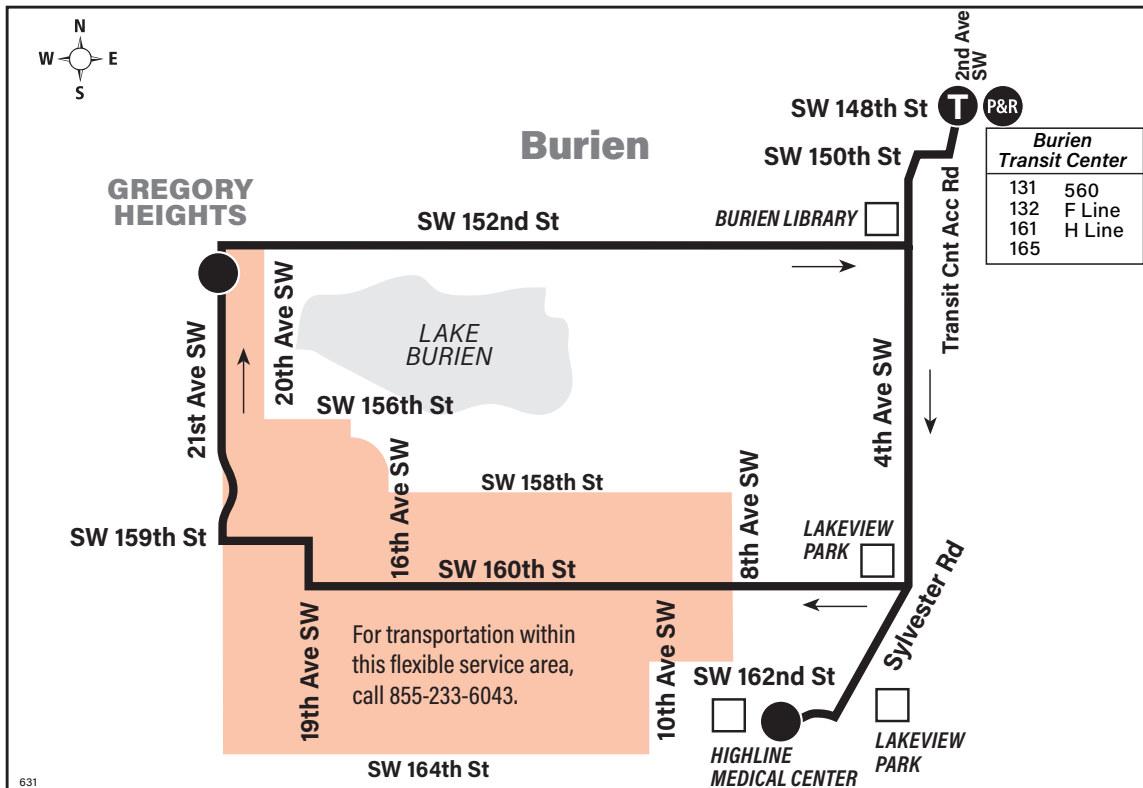 N
W E
S
2nd Ave
SW
SW 148th St
T
P&R
Burien
SW 150th St
Burien
Transit Center
131 560
132 F Line
161 H Line
165
Transit Cnt Acc Rd
GREGORY
HEIGHTS
SW 152nd St
BURIEN LIBRARY
20th Ave SW
LAKE
BURIEN
21st Ave SW
SW 156th St
4th Ave SW
16th Ave SW
SW 158th St
8th Ave SW
SW 159th St
LAKEVIEW
PARK
SW 160th St
Sylvester Rd
19th Ave SW
For transportation within
this flexible service area,
call 855-233-6043.
10th Ave SW
SW 162nd St
HIGHLINE
MEDICAL CENTER
LAKEVIEW
PARK
SW 164th St
631